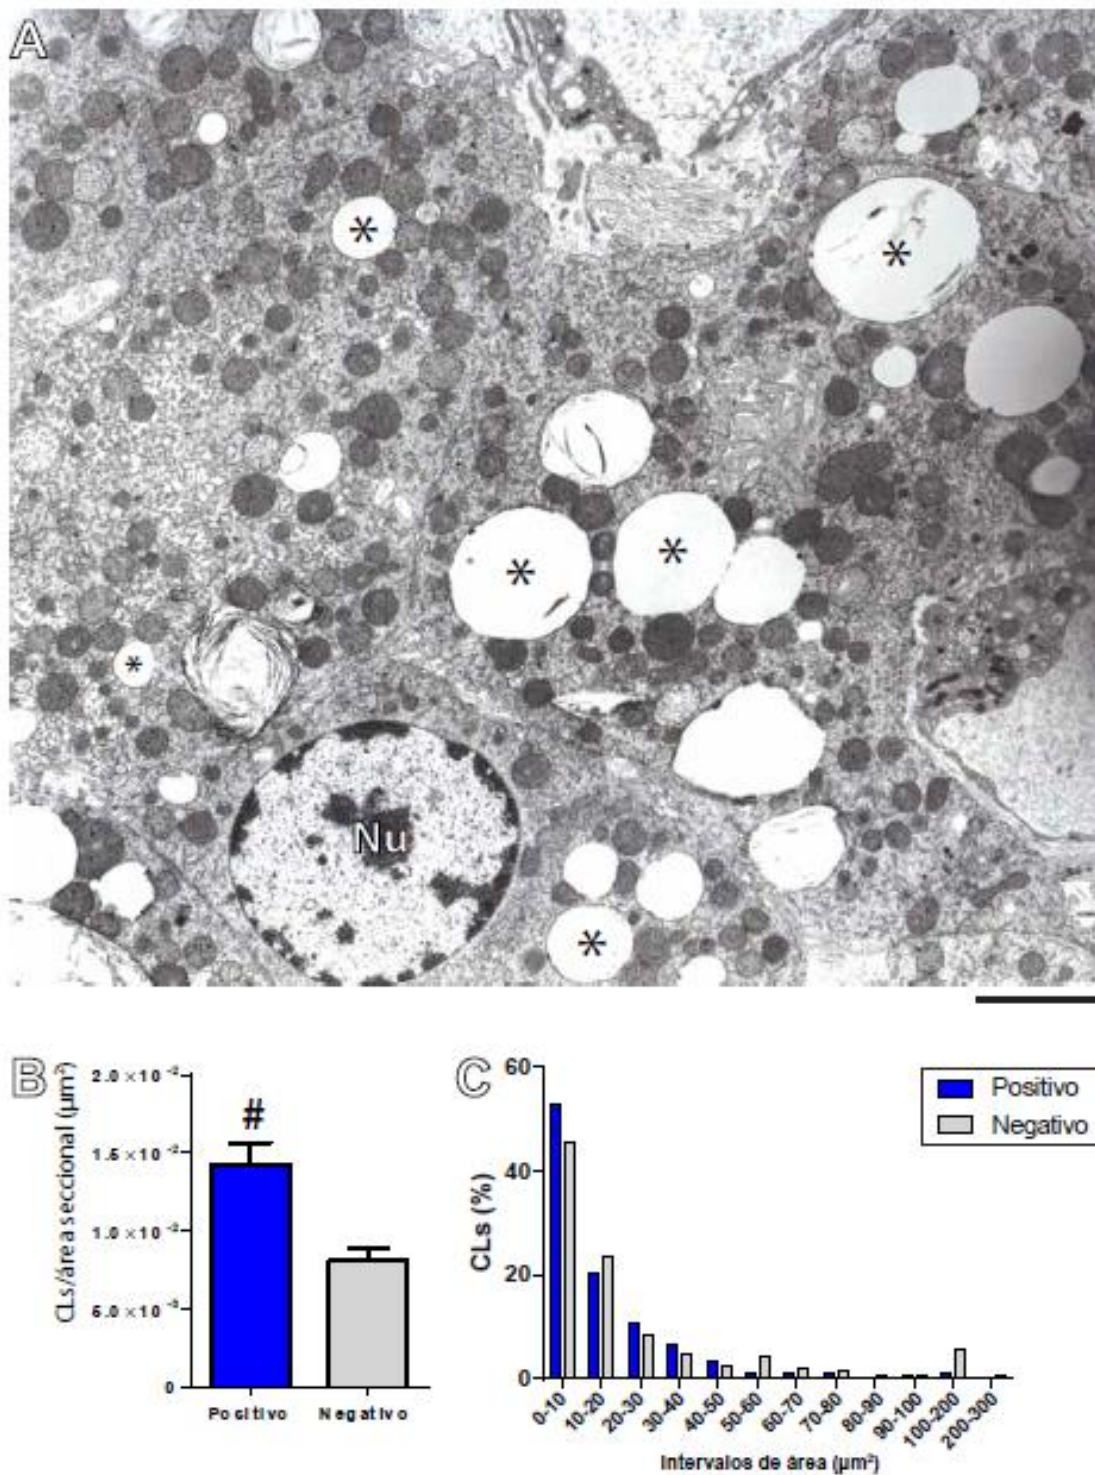 A
*
*
*
*
*
Nu
*
B
CLs/área seccional (µm²)
2.0 ×10 -2
1.5 ×10 -2
1.0 ×10 -2
5.0 ×10 -3
0
#
Positivo
Negativo
C
CLs (%)
60
40
20
0
Positivo
Negativo
0-10
10-20
20-30
30-40
40-50
50-60
60-70
70-80
80-90
90-100
100-200
200-300
Intervalos de área (µm²)